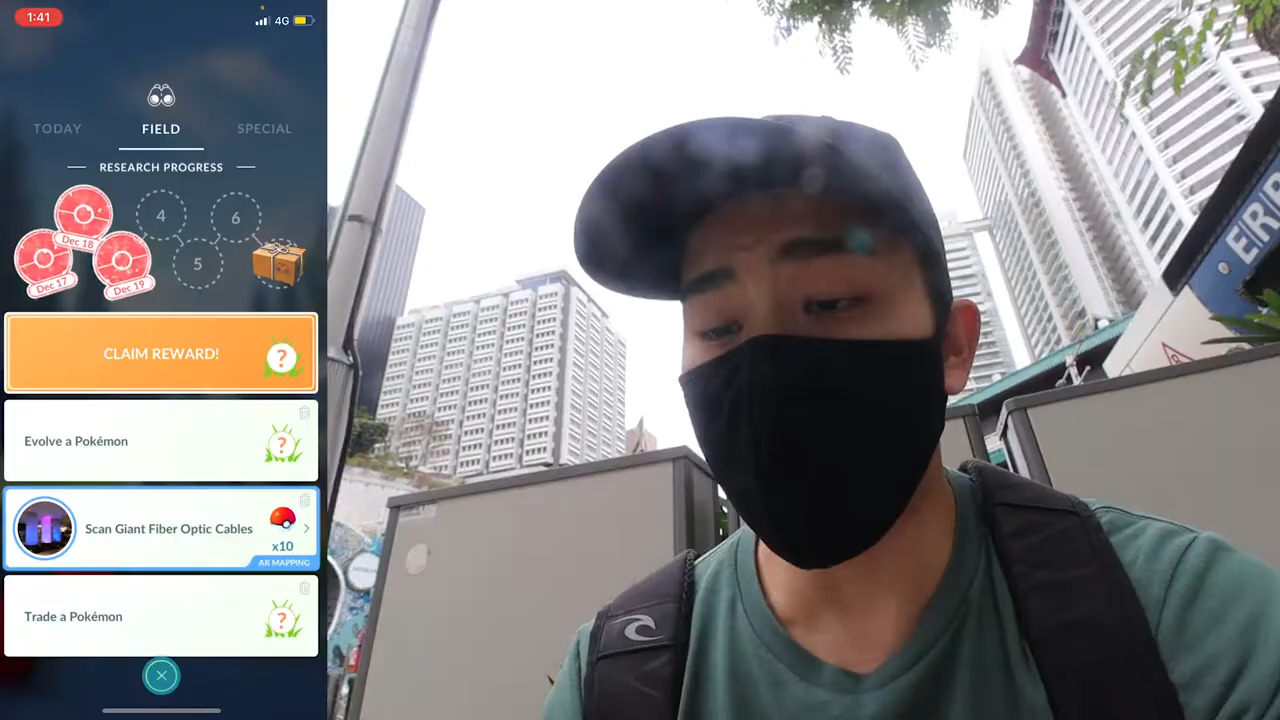 1:41
4G
TODAY
FIELD
SPECIAL
RESEARCH PROGRESS
4
6
Dec 18
5
Dec 17
Dec 19
CLAIM REWARD!
?
Evolve a Pokémon
?
Scan Giant Fiber Optic Cables
x10
AR MAPPING
Trade a Pokémon
?